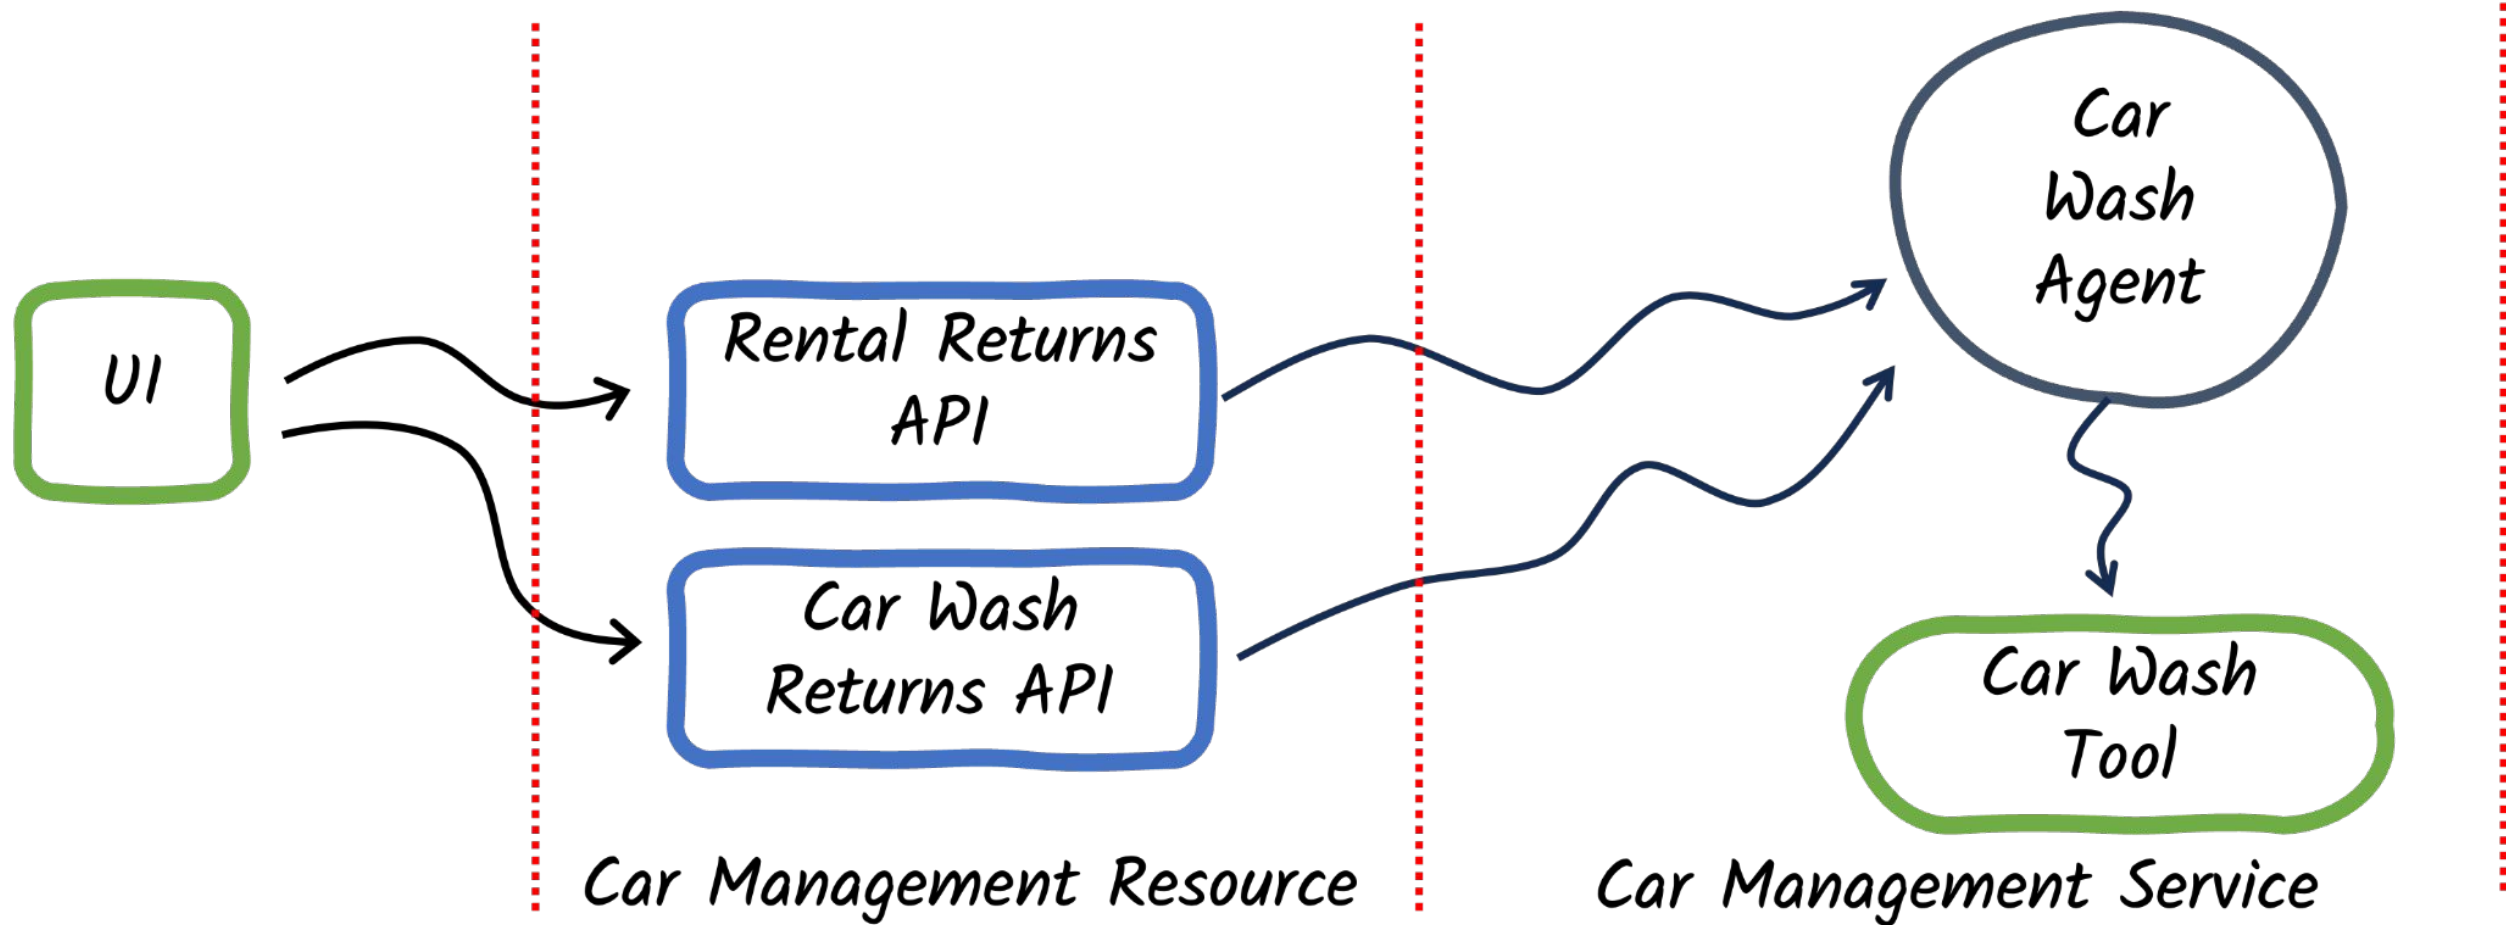 UI
Rental Returns
API
Car Wash
Returns API
Car Management Resource
Car
Wash
Agent
Car Wash
Tool
Car Management Service